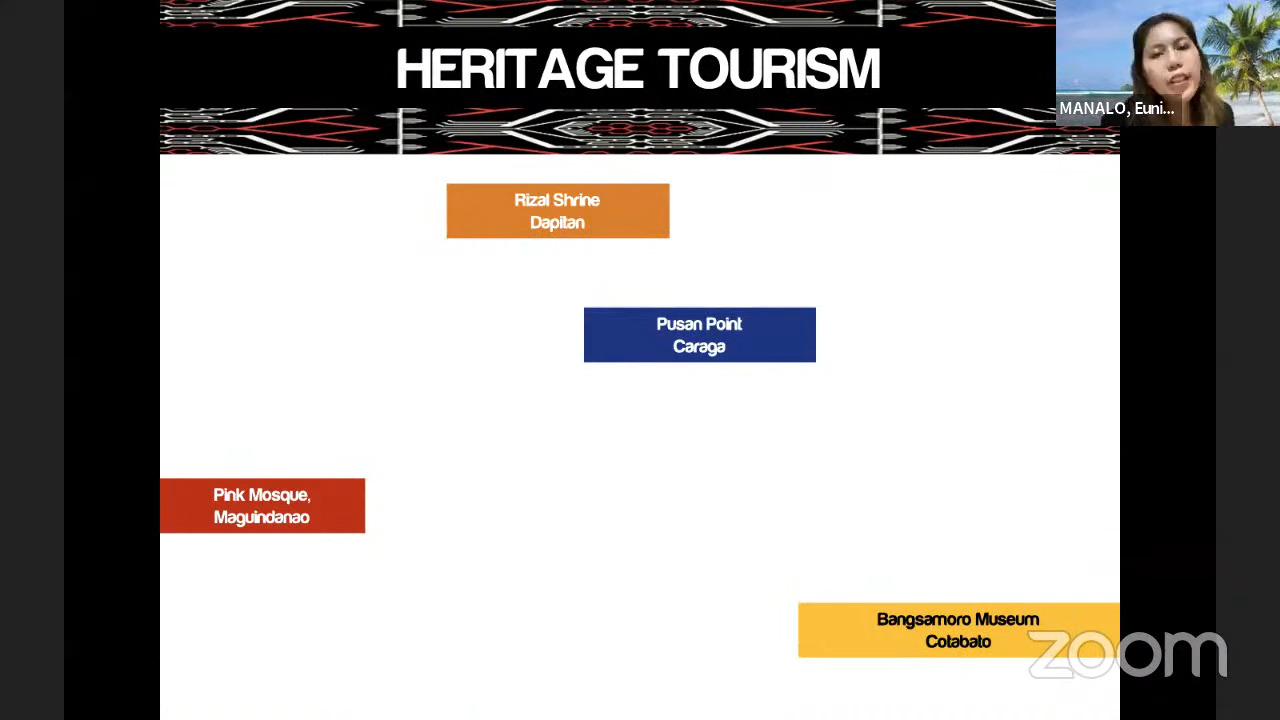 HERITAGE TOURISM
MANALO, Euni...
Rizal Shrine
Dapitan
Pusan Point
Caraga
Pink Mosque,
Maguindanao
Bangsamoro Museum
Cotabato
zoom